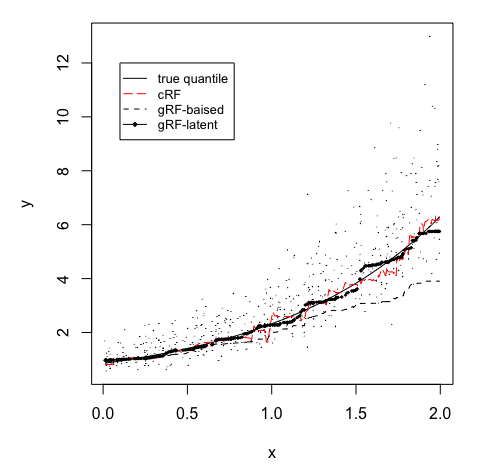 true quantile
cRF
gRF-baised
gRF-latent
12
10
8
6
4
2
y
0.0 0.5 1.0 1.5 2.0
x